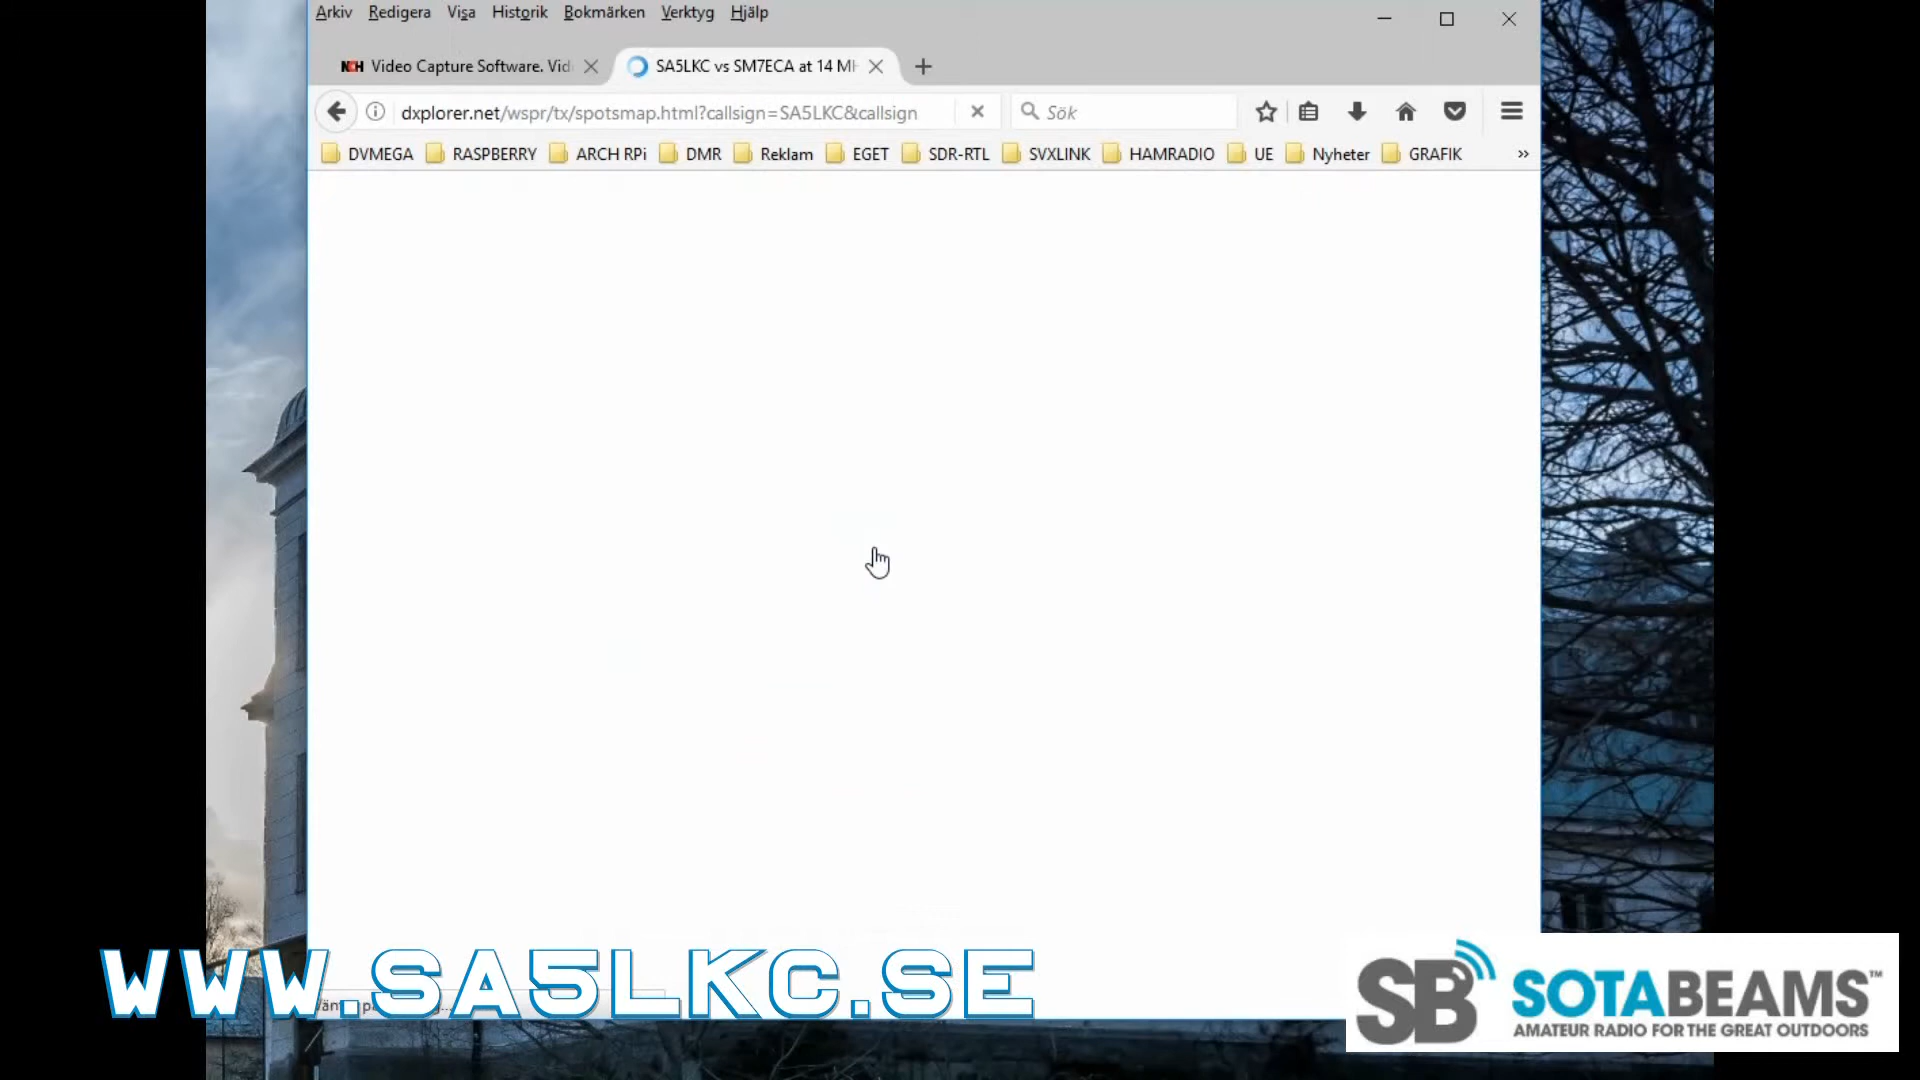 Arkiv Redigera Visa Historik Bokmärken Verktyg Hjälp
NCH Video Capture Software. Vid SA5LKC vs SM7ECA at 14 MH
dxplorer.net/wspr/tx/spotsmap.html?callsign=SA5LKC&callsign Sök
DVMEGA RASPBERRY ARCH RPi DMR Reklam EGET SDR-RTL SVXLINK HAMRADIO UE Nyheter GRAFIK »
WWW.SA5LKC.SE
SB SOTABEAMS™
AMATEUR RADIO FOR THE GREAT OUTDOORS